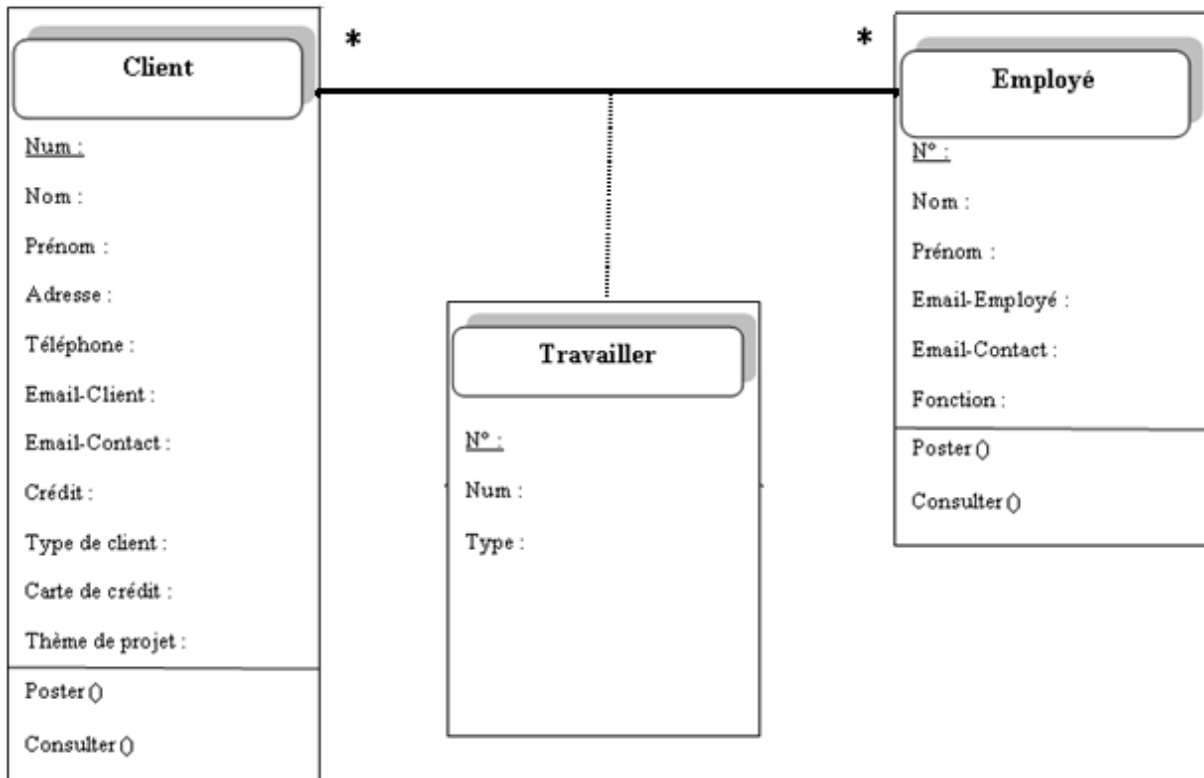 *
*
Client
Num :
Nom :
Prénom :
Adresse :
Téléphone :
Email-Client :
Email-Contact :
Crédit :
Type de client :
Carte de crédit :
Thème de projet :
Poster()
Consulter()
Travailler
N° :
Num :
Type :
Employé
N° :
Nom :
Prénom :
Email-Employé :
Email-Contact :
Fonction :
Poster()
Consulter()